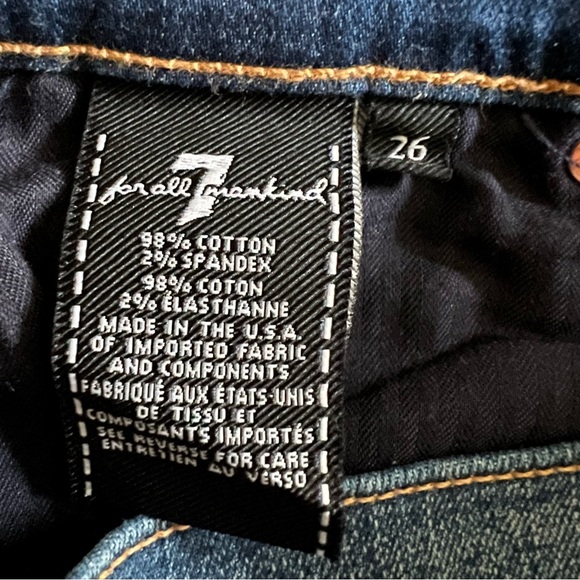 7
for all mankind
98% COTTON
2% SPANDEX
98% COTON
2% ÉLASTHANNE
MADE IN THE U.S.A.
OF IMPORTED FABRIC
AND COMPONENTS
FABRIQUÉ AUX ÉTATS-UNIS
DE TISSU ET
COMPOSANTS IMPORTÉS
SEE REVERSE FOR CARE
ENTRETIEN AU VERSO
26